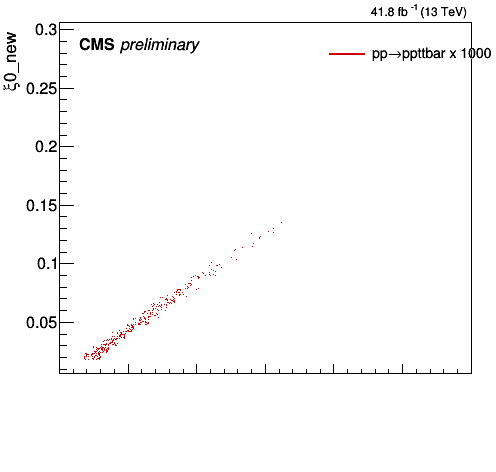 41.8 fb -1 (13 TeV)
CMS preliminary
pp→ppttbar x 1000
ξ0_new
0.3
0.25
0.2
0.15
0.1
0.05